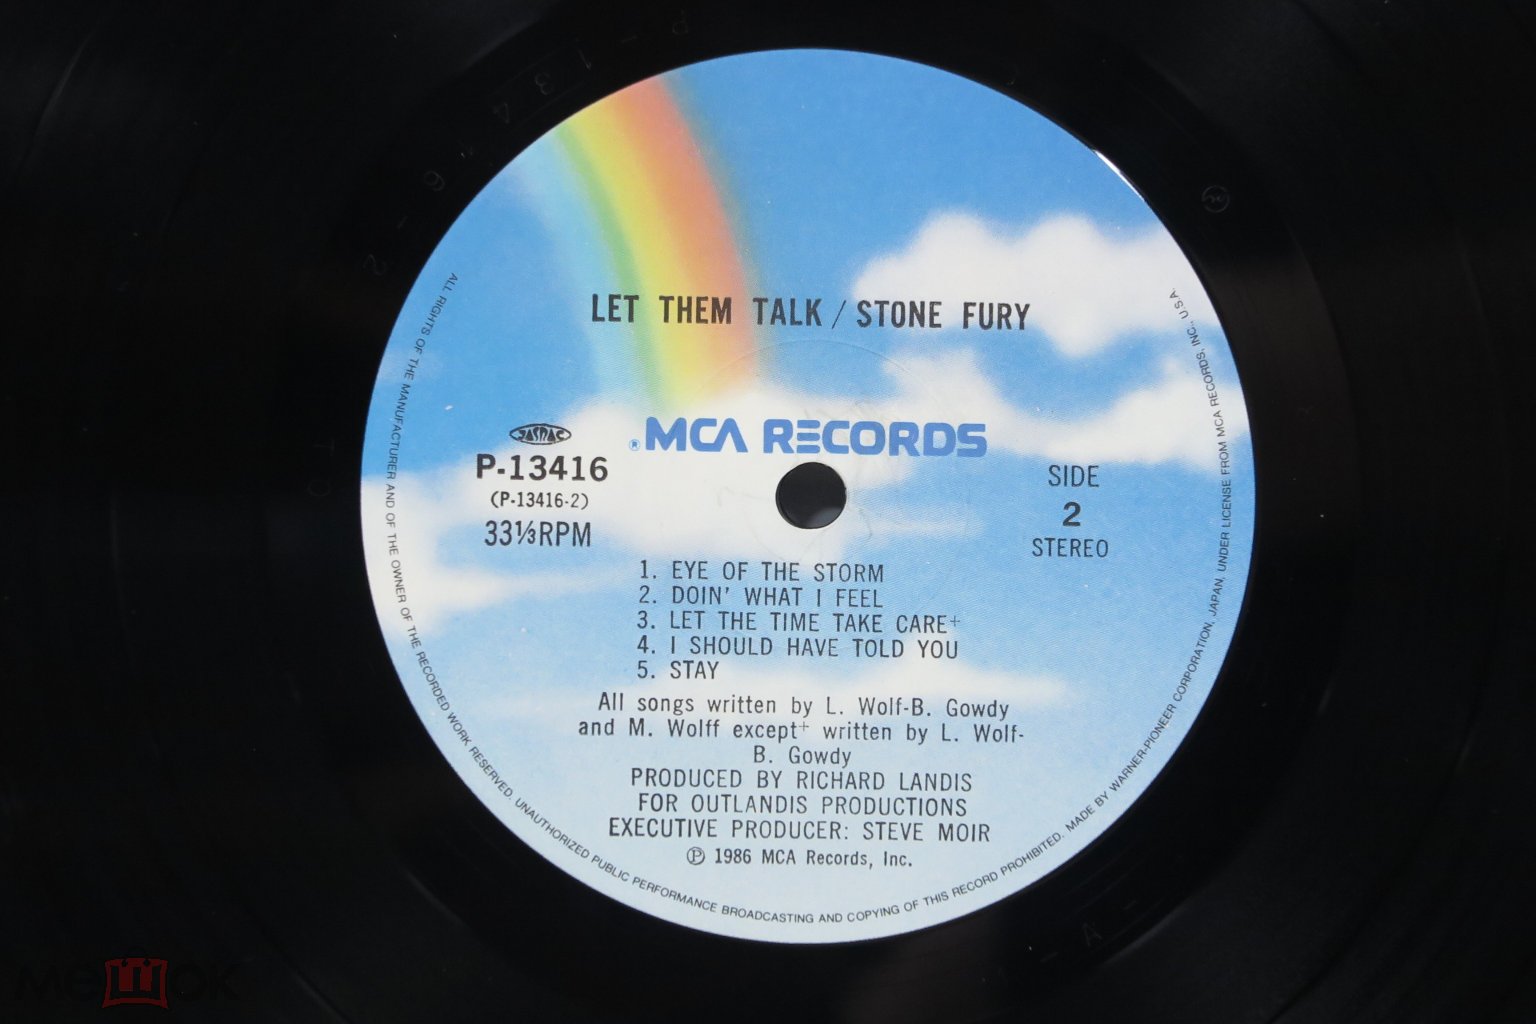 LET THEM TALK / STONE FURY
JASRAC
® MCA RECORDS
P-13416
(P-13416-2)
33⅓RPM
SIDE
2
STEREO
1. EYE OF THE STORM
2. DOIN' WHAT I FEEL
3. LET THE TIME TAKE CARE+
4. I SHOULD HAVE TOLD YOU
5. STAY
All songs written by L. Wolf-B. Gowdy
and M. Wolff except+ written by L. Wolf-
B. Gowdy
PRODUCED BY RICHARD LANDIS
FOR OUTLANDIS PRODUCTIONS
EXECUTIVE PRODUCER: STEVE MOIR
℗ 1986 MCA Records, Inc.
ALL RIGHTS OF THE MANUFACTURER AND OF THE OWNER OF THE RECORDED WORK RESERVED. UNAUTHORIZED PUBLIC PERFORMANCE BROADCASTING AND COPYING OF THIS RECORD PROHIBITED. MADE BY WARNER-PIONEER CORPORATION, JAPAN, UNDER LICENSE FROM MCA RECORDS, INC., U.S.A.
P-13416-2
мешок